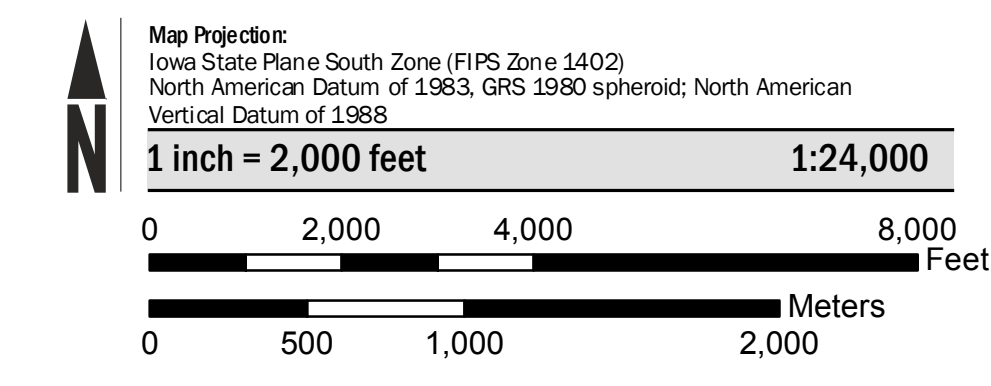 Map Projection:
Iowa State Plane South Zone (FIPS Zone 1402)
North American Datum of 1983, GRS 1980 spheroid; North American
Vertical Datum of 1988
N
1 inch = 2,000 feet 1:24,000
0 2,000 4,000 8,000
Feet
Meters
0 500 1,000 2,000